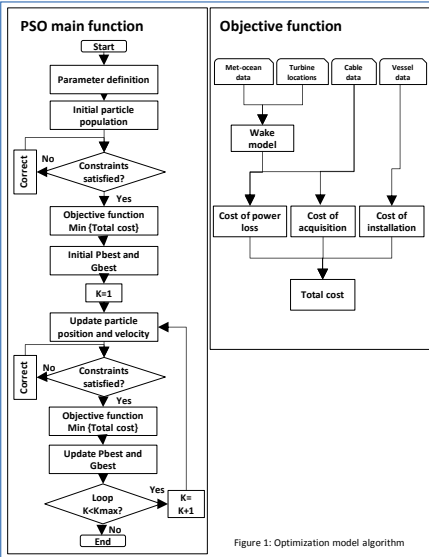 PSO main function
Start
Parameter definition
Initial particle
population
Correct
No
Constraints
satisfied?
Yes
Objective function
Min {Total cost}
Initial Pbest and
Gbest
K=1
Update particle
position and velocity
Correct
No
Constraints
satisfied?
Yes
Objective function
Min {Total cost}
Update Pbest and
Gbest
Loop
K<Kmax?
Yes
K=
K+1
No
End
Objective function
Met-ocean
data
Turbine
locations
Cable
data
Vessel
data
Wake
model
Cost of power
loss
Cost of
acquisition
Cost of
installation
Total cost
Figure 1: Optimization model algorithm